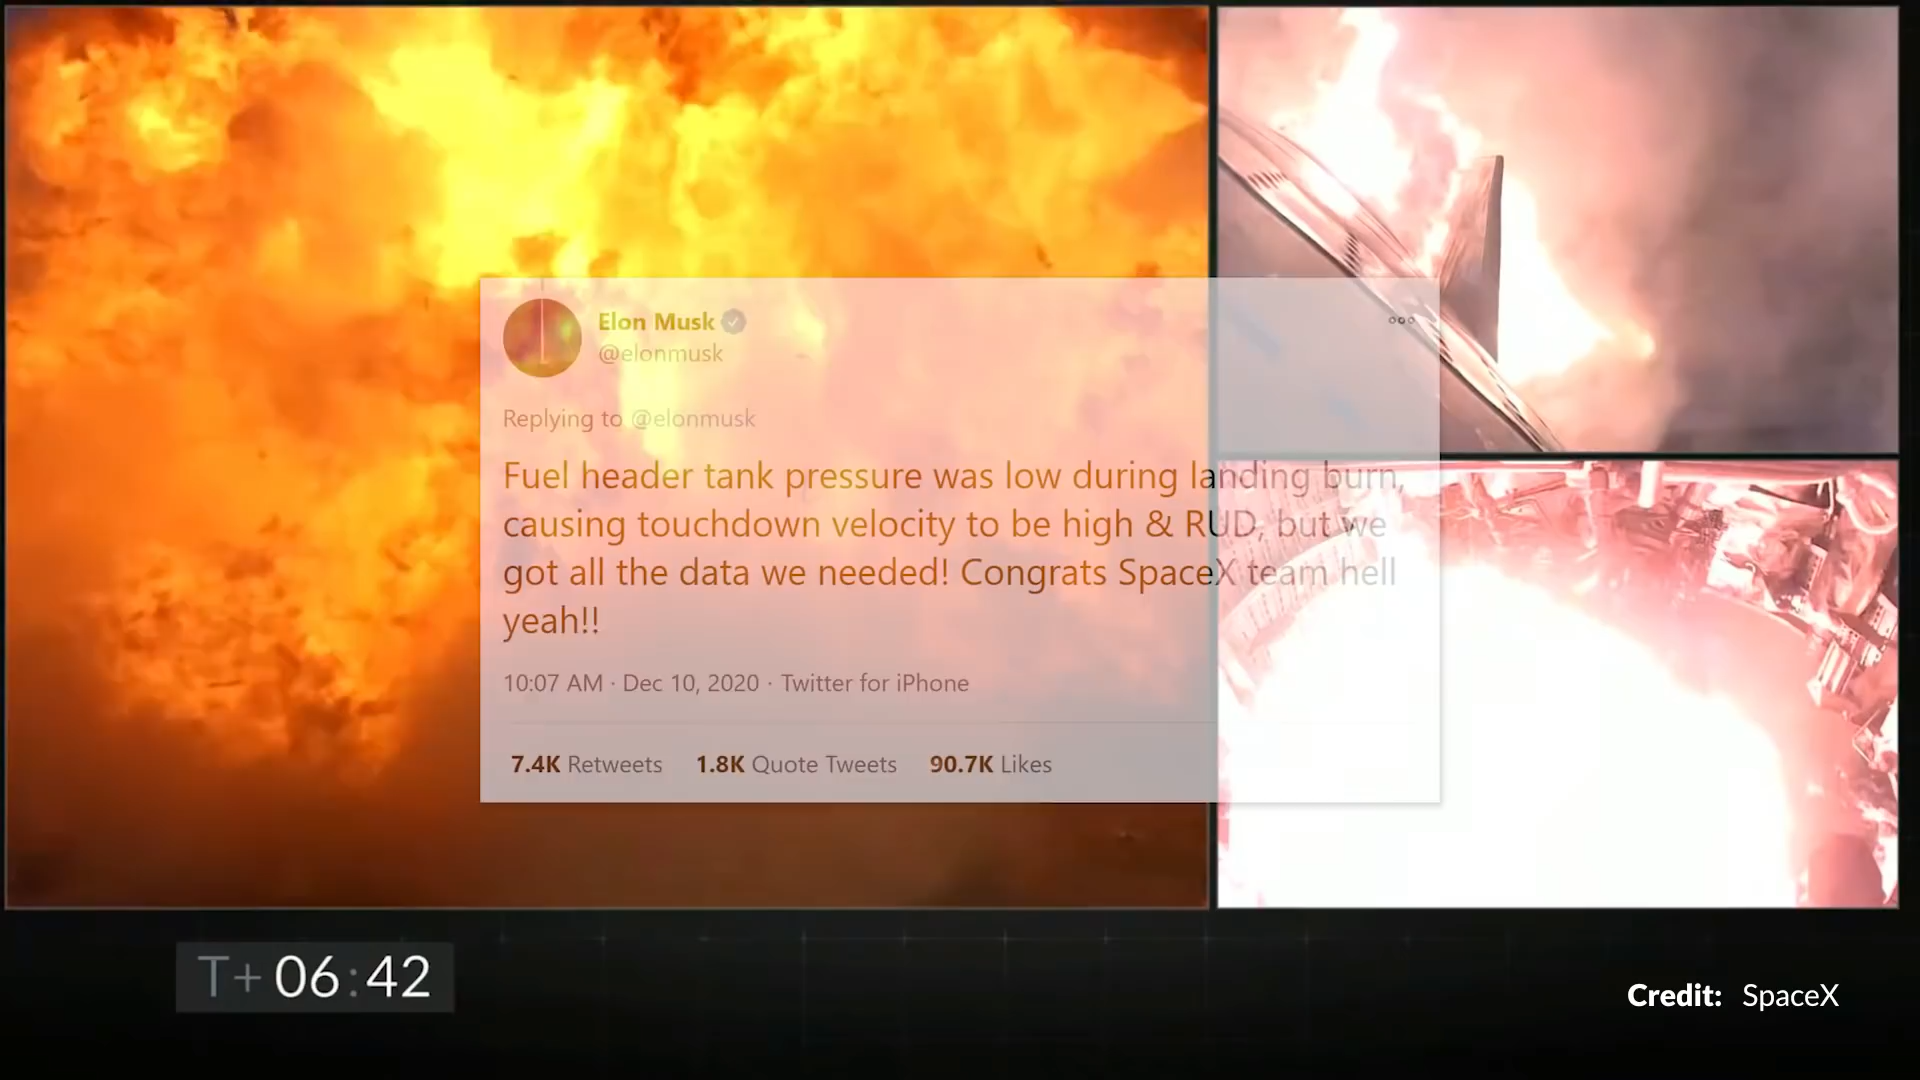 Elon Musk
@elonmusk
Replying to @elonmusk
Fuel header tank pressure was low during landing burn,
causing touchdown velocity to be high & RUD, but we
got all the data we needed! Congrats SpaceX team hell
yeah!!
10:07 AM · Dec 10, 2020 · Twitter for iPhone
7.4K Retweets 1.8K Quote Tweets 90.7K Likes
T+ 06:42
Credit: SpaceX